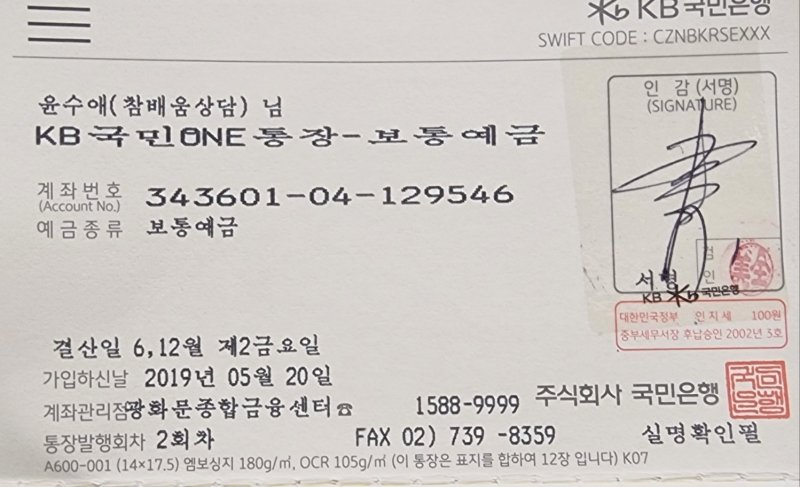 KB 국민은행
SWIFT CODE : CZNBKRSEXXX
인 감 (서명)
(SIGNATURE)
윤수애(참배움상담) 님
KB국민ONE통장-보통예금
계좌번호 343601-04-129546
(Account No.)
예금종류 보통예금
검
인
서명
KB 국민은행
대한민국정부 인지세 100원
중부세무서장 후납승인 2002년 3호
결산일 6,12월 제2금요일
가입하신날 2019년 05월 20일
계좌관리점광화문종합금융센터☎ 1588-9999 주식회사 국민은행
통장발행회차 2회차 FAX 02) 739 -8359 실명확인필
A600-001 (14×17.5) 엠보싱지 180g/㎡, OCR 105g/㎡ (이 통장은 표지를 합하여 12장 입니다) K07